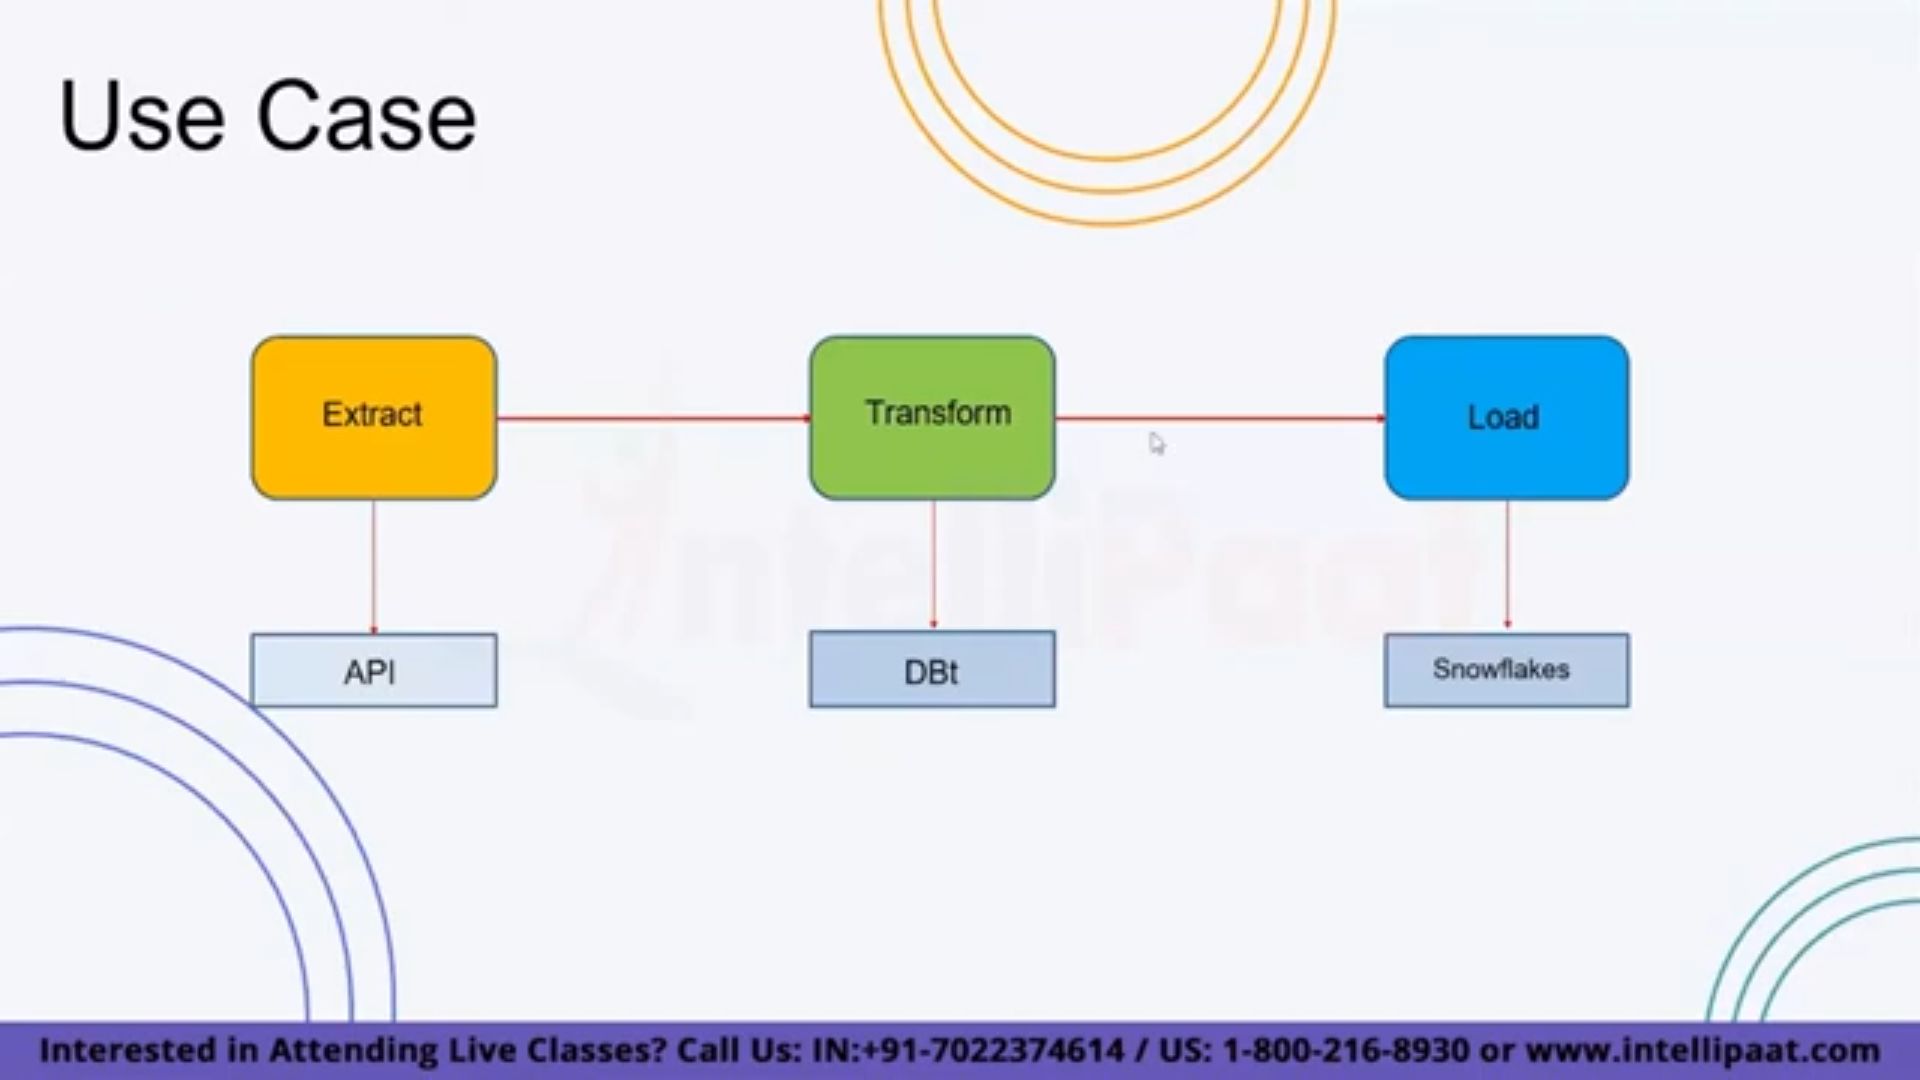 Use Case
Extract
Transform
Load
IntelliPaat
API
DBt
Snowflakes
Interested in Attending Live Classes? Call Us: IN:+91-7022374614 / US: 1-800-216-8930 or www.intellipaat.com